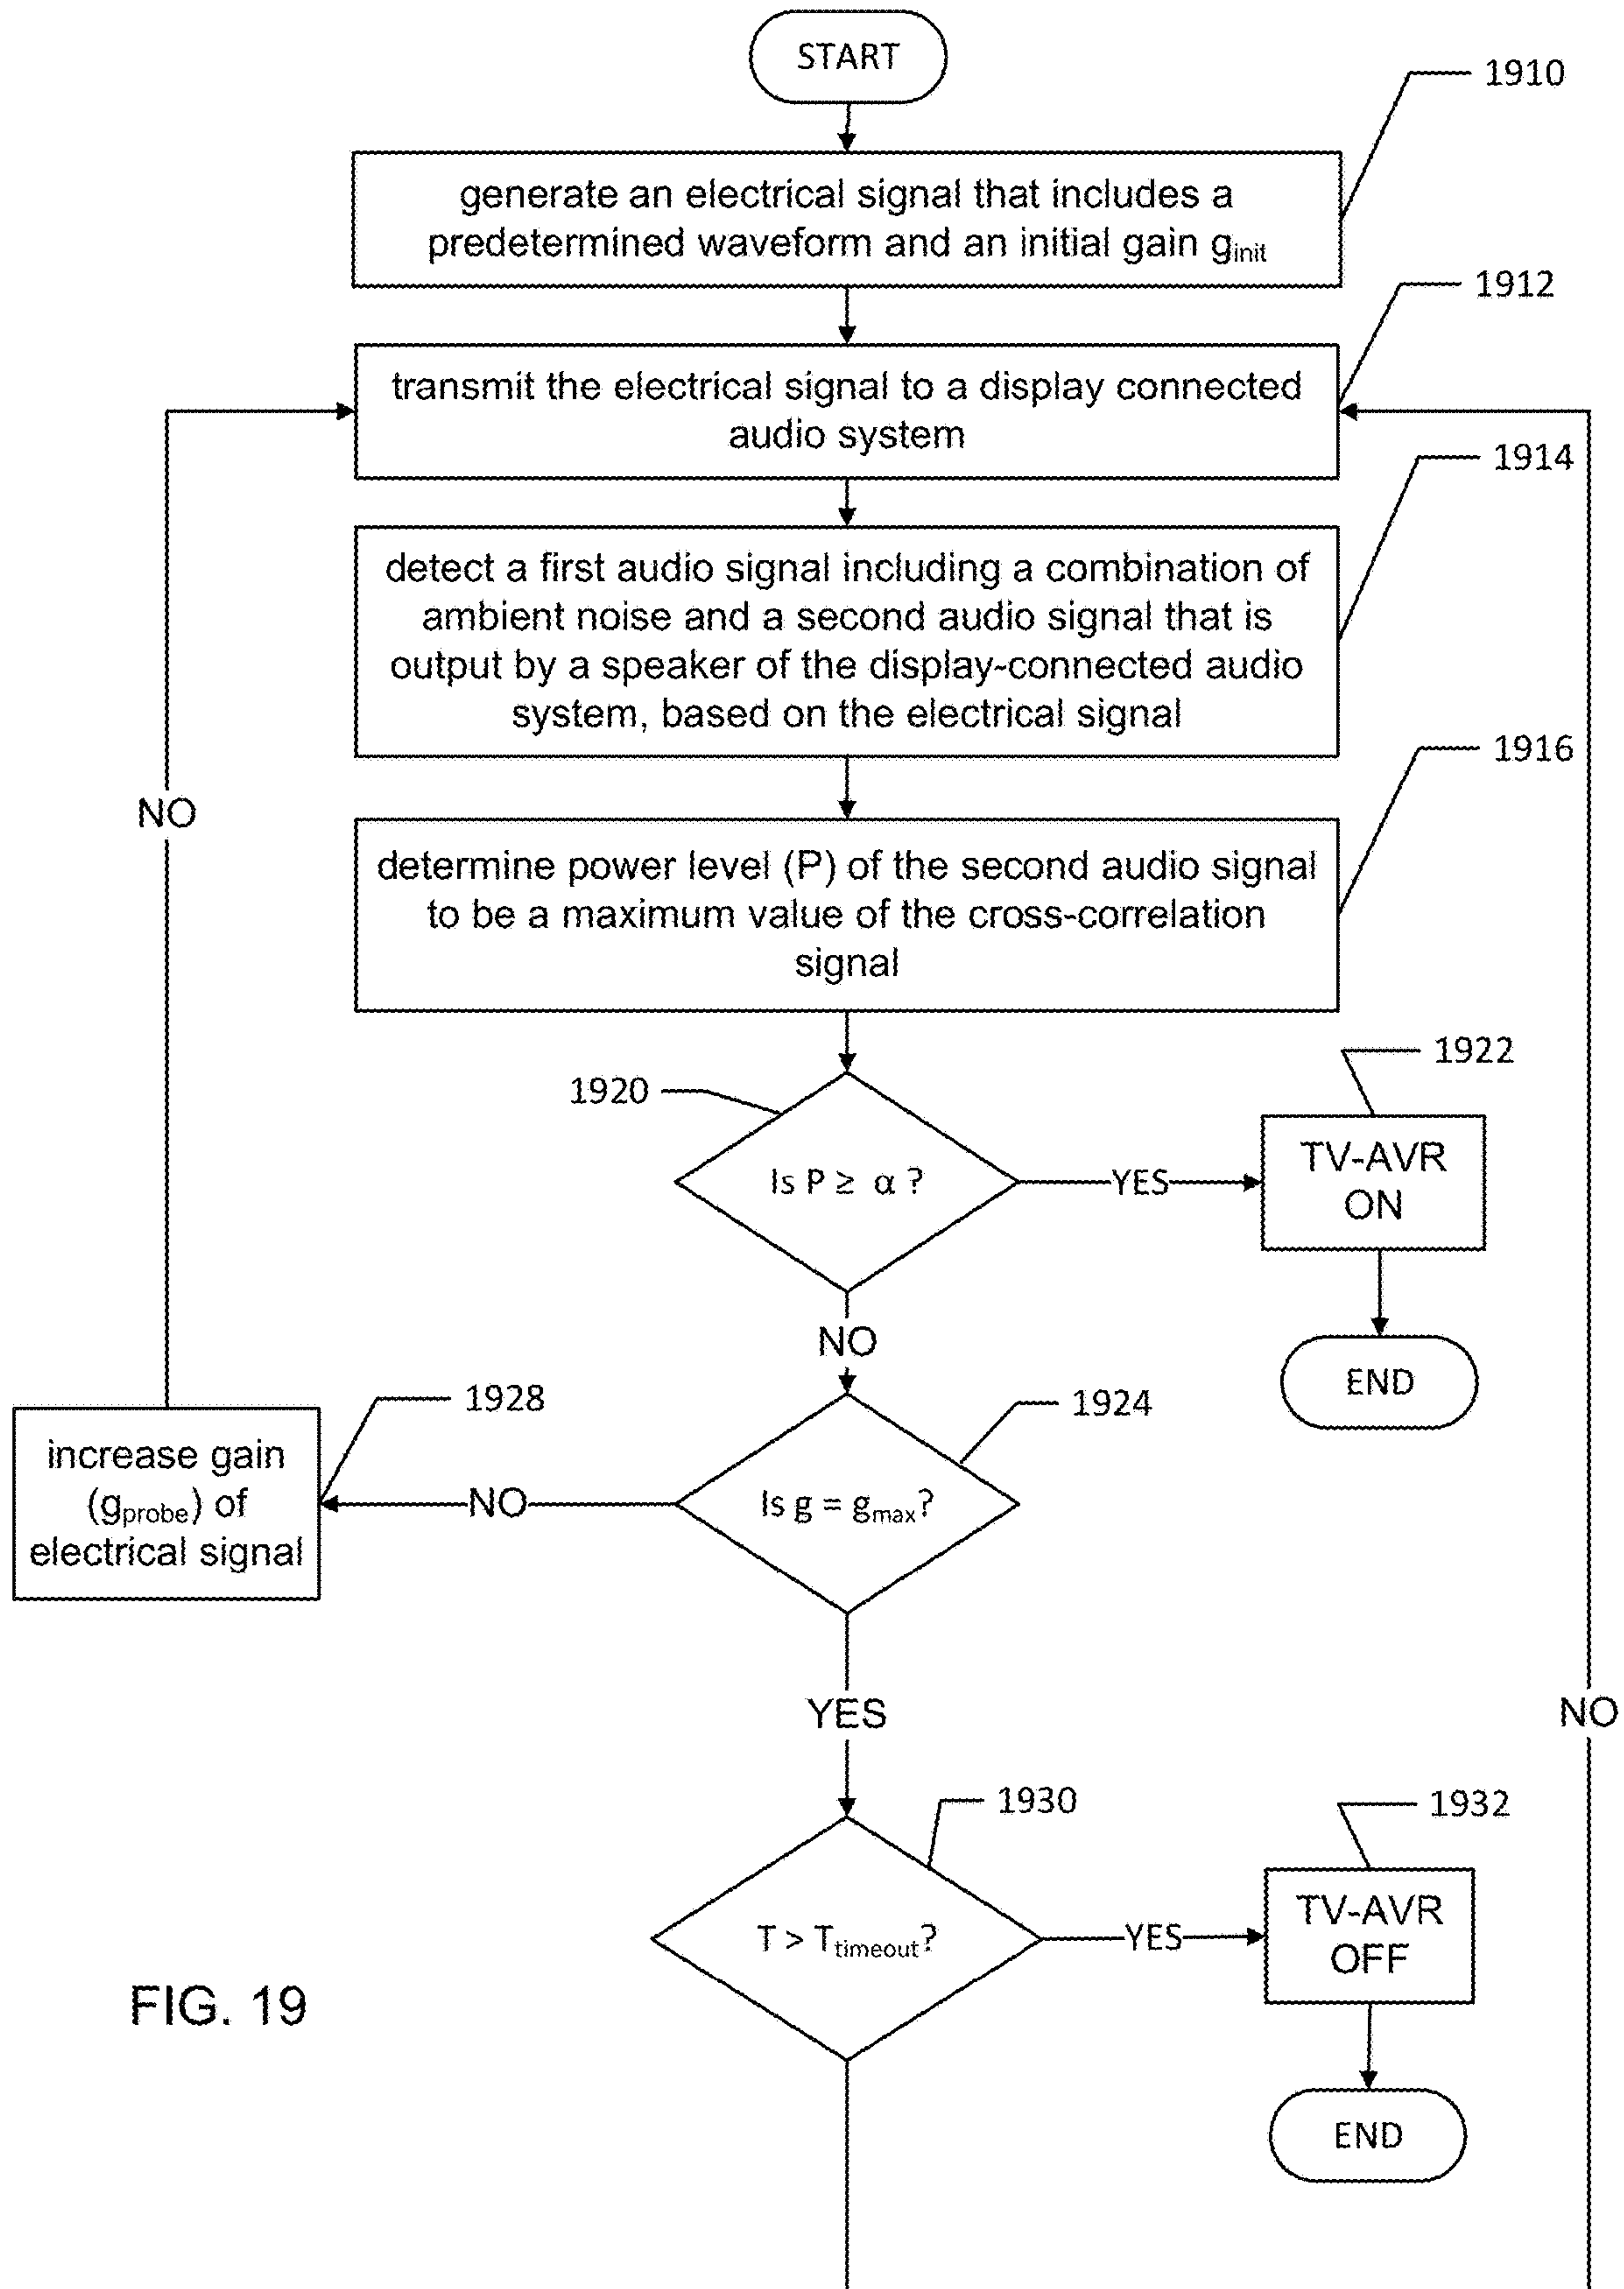 START
1910
generate an electrical signal that includes a
predetermined waveform and an initial gain ginit
1912
transmit the electrical signal to a display connected
audio system
1914
detect a first audio signal including a combination of
ambient noise and a second audio signal that is
output by a speaker of the display-connected audio
system, based on the electrical signal
1916
NO
determine power level (P) of the second audio signal
to be a maximum value of the cross-correlation
signal
1920
1922
Is P ≥ α ?
YES
TV-AVR
ON
NO
END
1928
1924
increase gain
(gprobe) of
electrical signal
NO
Is g = gmax?
YES
NO
1930
1932
T > Ttimeout?
YES
TV-AVR
OFF
FIG. 19
END